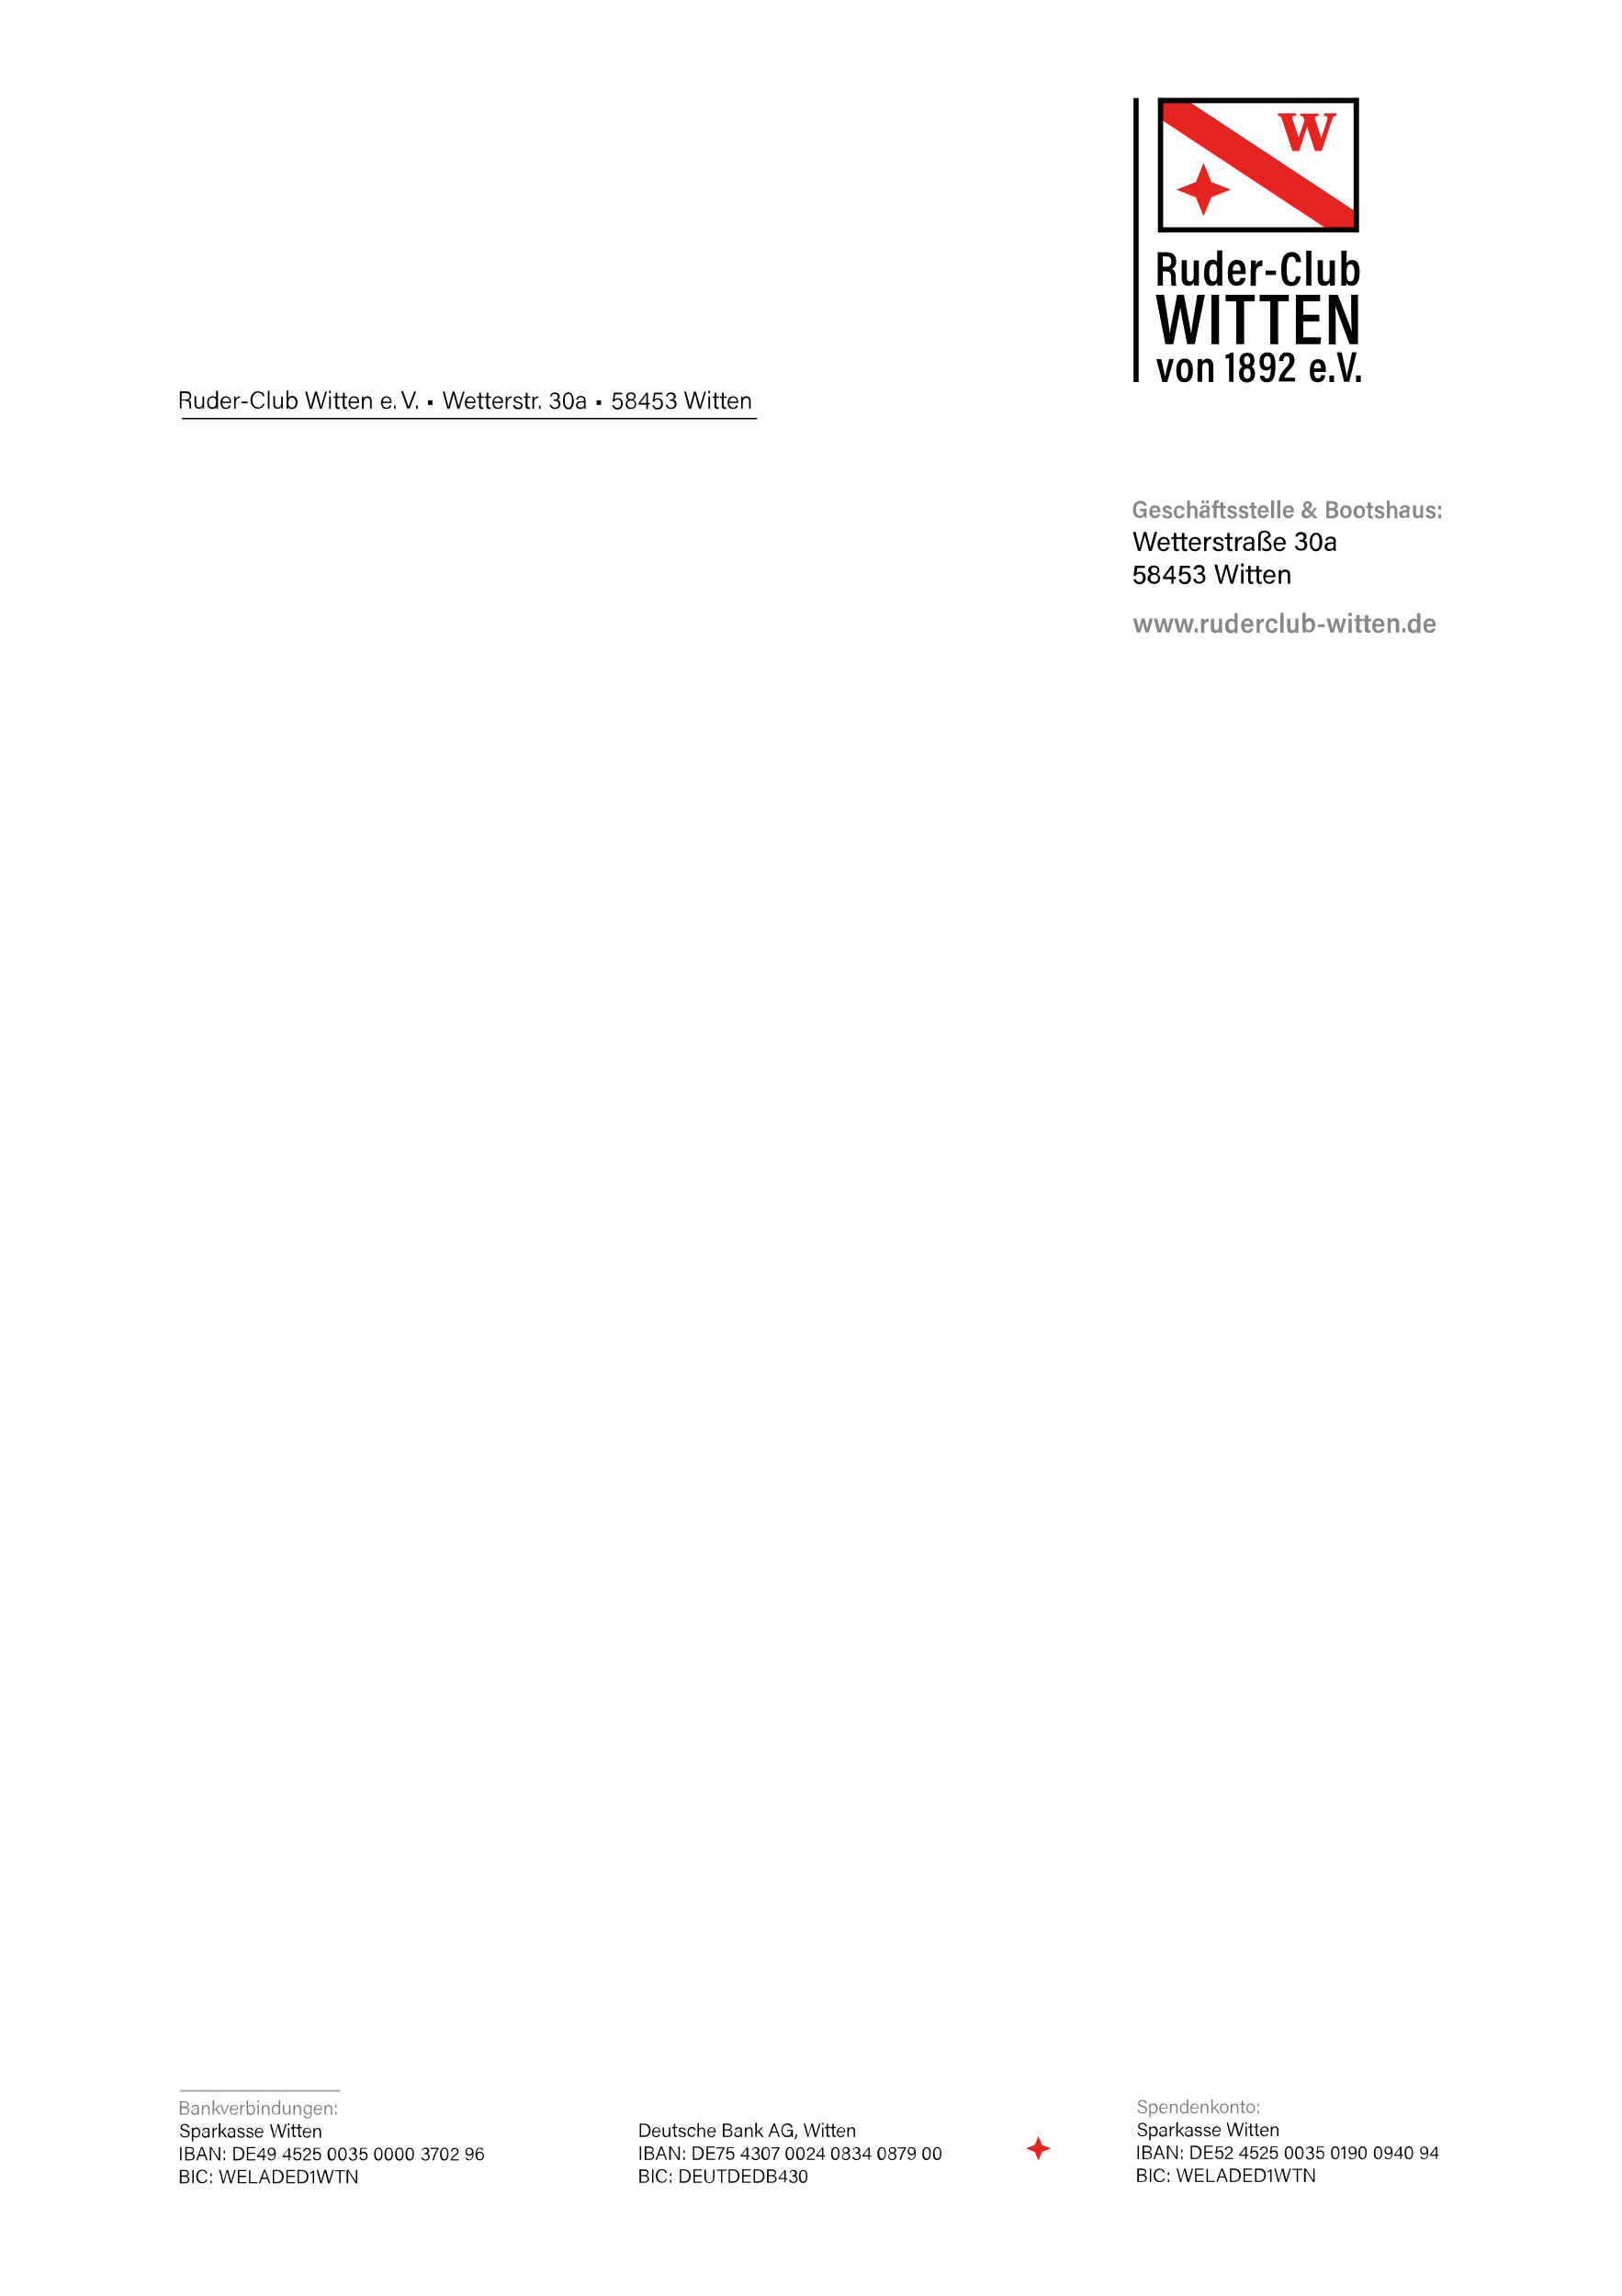 W
Ruder-Club
WITTEN
von 1892 e.V.
Ruder-Club Witten e. V. ▪ Wetterstr. 30a ▪ 58453 Witten
Geschäftsstelle & Bootshaus:
Wetterstraße 30a
58453 Witten
www.ruderclub-witten.de
Bankverbindungen:
Sparkasse Witten
IBAN: DE49 4525 0035 0000 3702 96
BIC: WELADED1WTN
Deutsche Bank AG, Witten
IBAN: DE75 4307 0024 0834 0879 00
BIC: DEUTDEDB430
Spendenkonto:
Sparkasse Witten
IBAN: DE52 4525 0035 0190 0940 94
BIC: WELADED1WTN